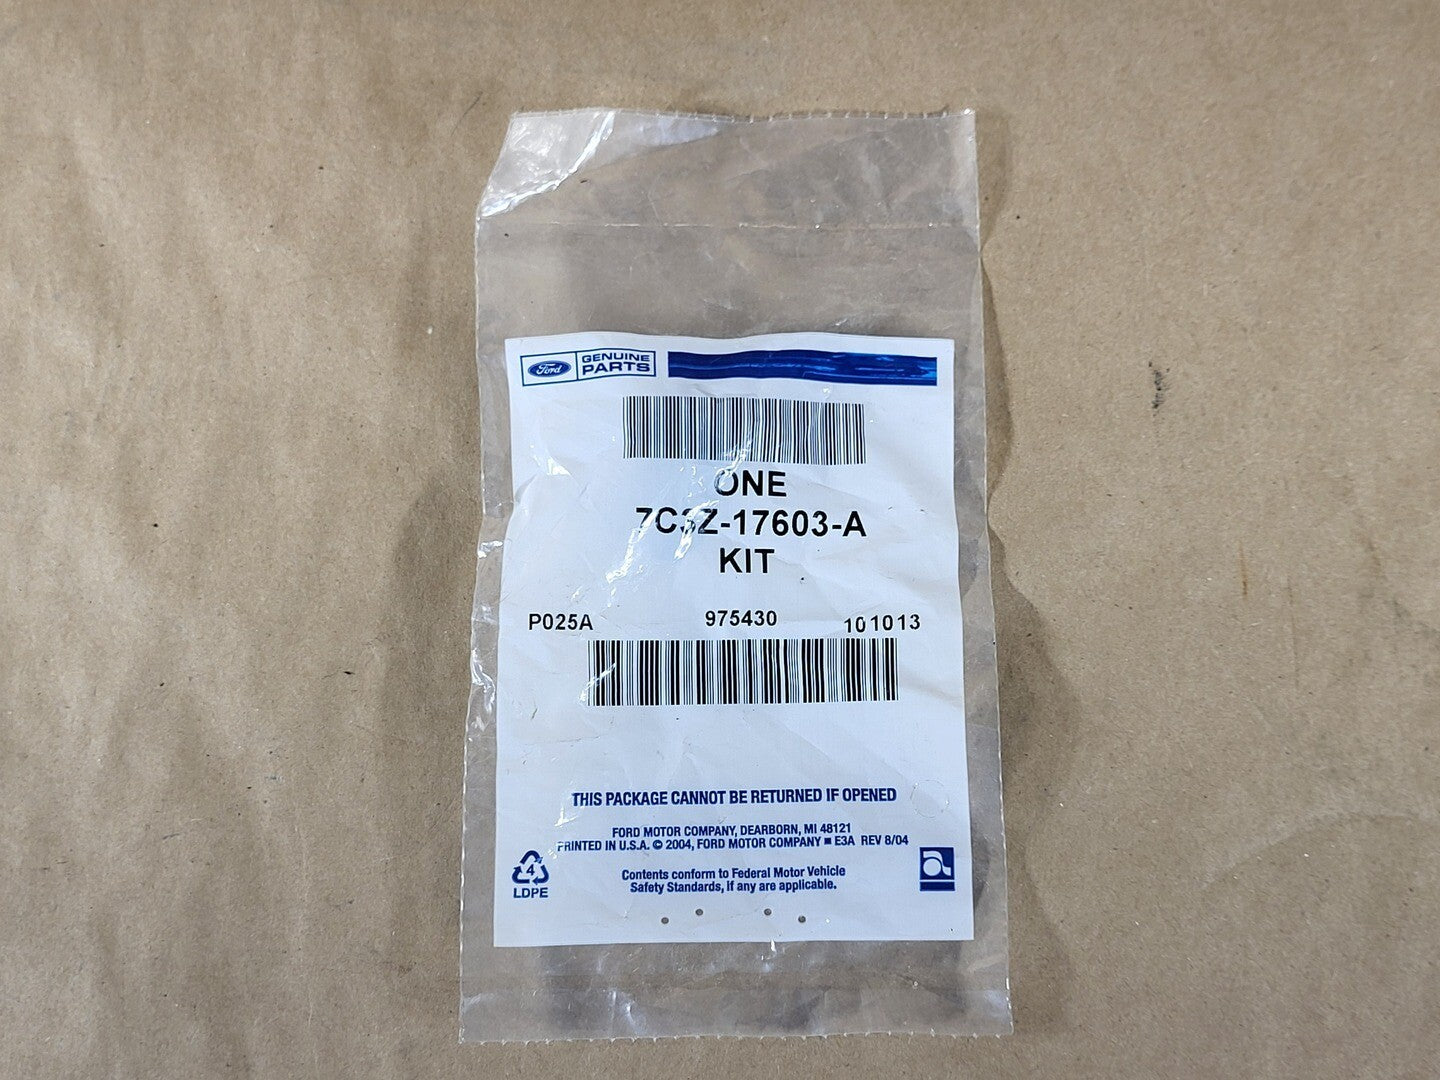 Ford GENUINE PARTS
ONE
7C3Z-17603-A
KIT
P025A 975430 101013
THIS PACKAGE CANNOT BE RETURNED IF OPENED
FORD MOTOR COMPANY, DEARBORN, MI 48121
PRINTED IN U.S.A. © 2004, FORD MOTOR COMPANY ■ E3A REV 8/04
4
LDPE
Contents conform to Federal Motor Vehicle
Safety Standards, if any are applicable.
a